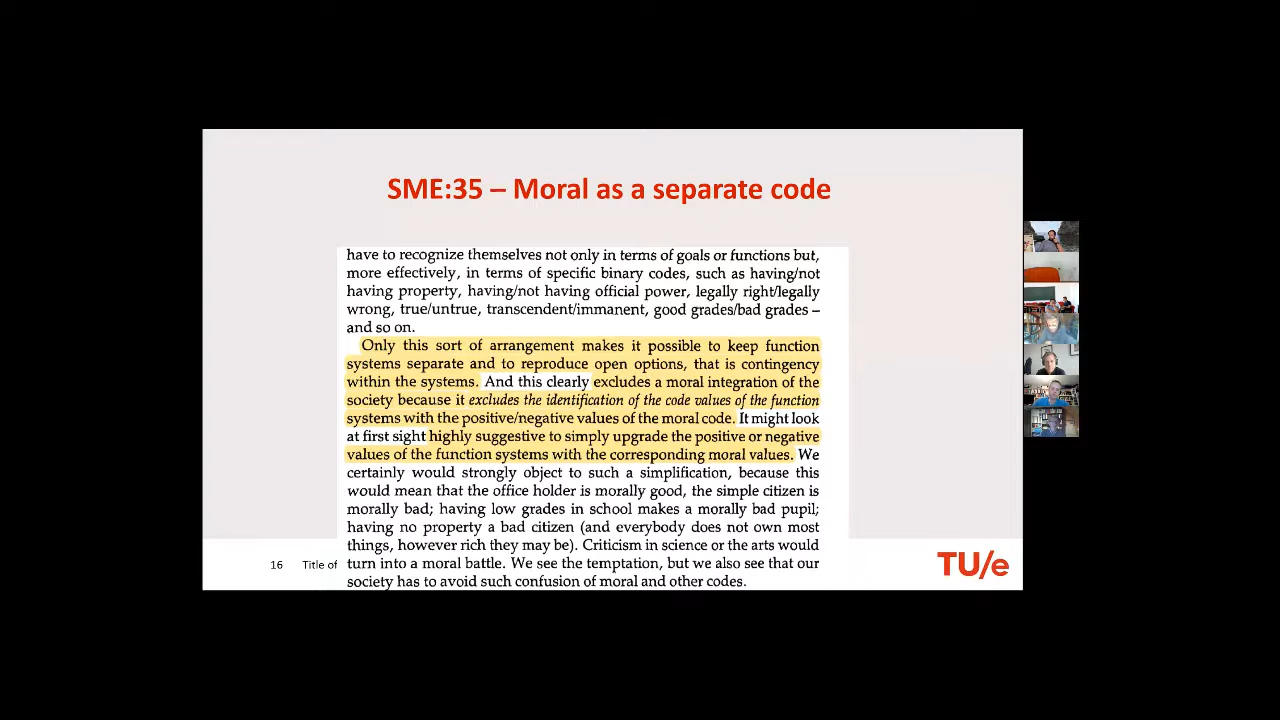 SME:35 – Moral as a separate code
have to recognize themselves not only in terms of goals or functions but,
more effectively, in terms of specific binary codes, such as having/not
having property, having/not having official power, legally right/legally
wrong, true/untrue, transcendent/immanent, good grades/bad grades –
and so on.
Only this sort of arrangement makes it possible to keep function
systems separate and to reproduce open options, that is contingency
within the systems. And this clearly excludes a moral integration of the
society because it excludes the identification of the code values of the function
systems with the positive/negative values of the moral code. It might look
at first sight highly suggestive to simply upgrade the positive or negative
values of the function systems with the corresponding moral values. We
certainly would strongly object to such a simplification, because this
would mean that the office holder is morally good, the simple citizen is
morally bad; having low grades in school makes a morally bad pupil;
having no property a bad citizen (and everybody does not own most
things, however rich they may be). Criticism in science or the arts would
turn into a moral battle. We see the temptation, but we also see that our
society has to avoid such confusion of moral and other codes.
16 Title of
TU/e